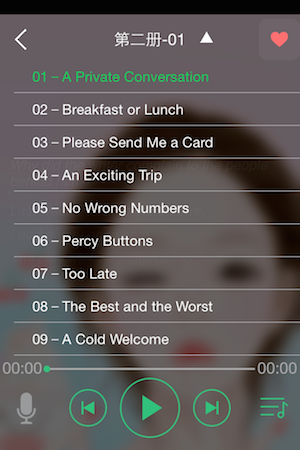 第二册-01 ▲
01 – A Private Conversation
02 – Breakfast or Lunch
03 – Please Send Me a Card
04 – An Exciting Trip
05 – No Wrong Numbers
06 – Percy Buttons
07 – Too Late
08 – The Best and the Worst
09 – A Cold Welcome
00:00 00:00